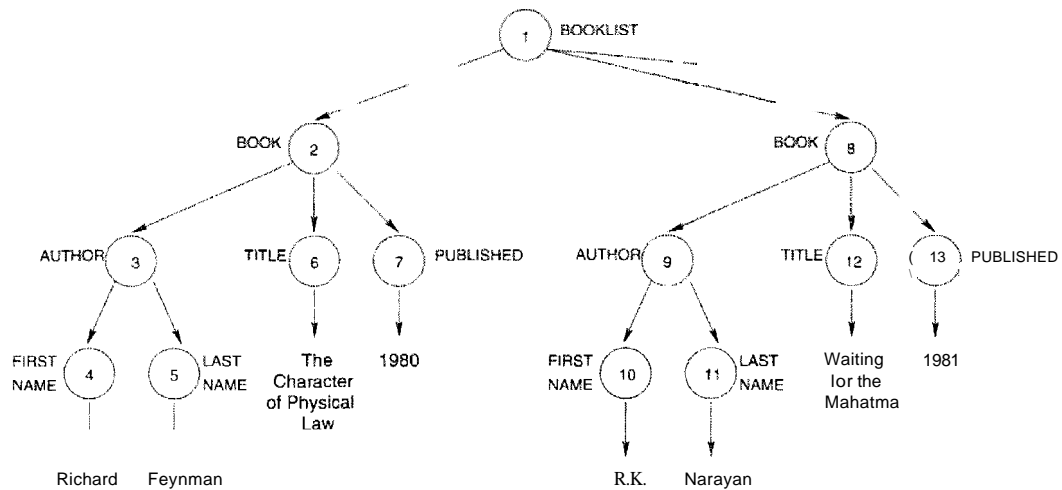 1 BOOKLIST
BOOK 2
BOOK 8
AUTHOR 3
TITLE 6
7 PUBLISHED
AUTHOR 9
TITLE 12
13 PUBLISHED
FIRST
NAME 4
5 LAST
NAME
The
Character
of Physical
Law
1980
FIRST
NAME 10
11 LAST
NAME
Waiting
Ior the
Mahatma
1981
Richard Feynman
R.K. Narayan